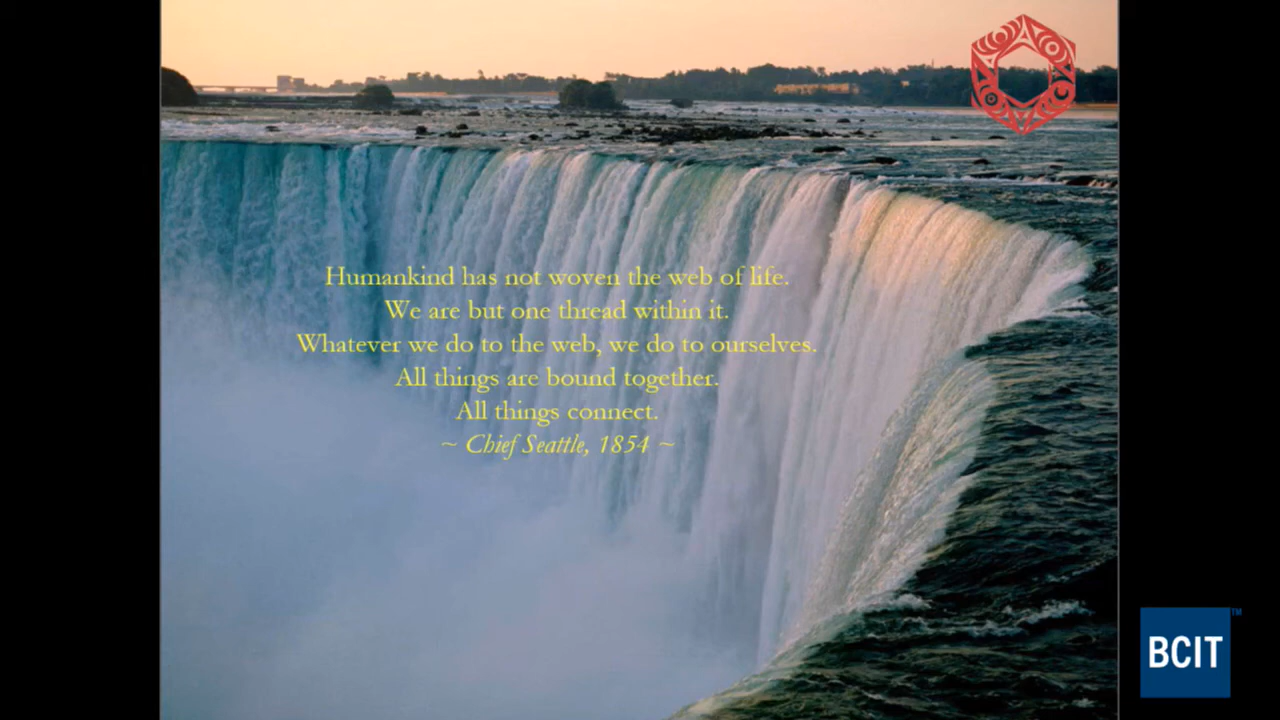 Humankind has not woven the web of life.
We are but one thread within it.
Whatever we do to the web, we do to ourselves.
All things are bound together.
All things connect.
~ Chief Seattle, 1854 ~
BCIT™